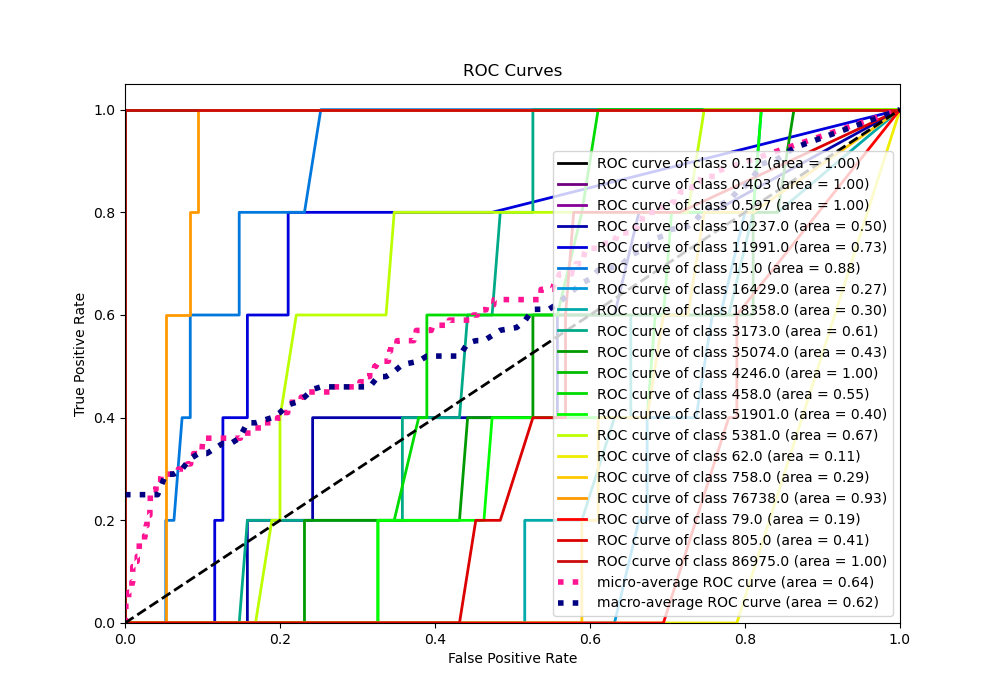 ROC Curves
True Positive Rate
1.0
0.8
0.6
0.4
0.2
0.0
ROC curve of class 0.12 (area = 1.00)
ROC curve of class 0.403 (area = 1.00)
ROC curve of class 0.597 (area = 1.00)
ROC curve of class 10237.0 (area = 0.50)
ROC curve of class 11991.0 (area = 0.73)
ROC curve of class 15.0 (area = 0.88)
ROC curve of class 16429.0 (area = 0.27)
ROC curve of class 18358.0 (area = 0.30)
ROC curve of class 3173.0 (area = 0.61)
ROC curve of class 35074.0 (area = 0.43)
ROC curve of class 4246.0 (area = 1.00)
ROC curve of class 458.0 (area = 0.55)
ROC curve of class 51901.0 (area = 0.40)
ROC curve of class 5381.0 (area = 0.67)
ROC curve of class 62.0 (area = 0.11)
ROC curve of class 758.0 (area = 0.29)
ROC curve of class 76738.0 (area = 0.93)
ROC curve of class 79.0 (area = 0.19)
ROC curve of class 805.0 (area = 0.41)
ROC curve of class 86975.0 (area = 1.00)
micro-average ROC curve (area = 0.64)
macro-average ROC curve (area = 0.62)
0.0 0.2 0.4 0.6 0.8 1.0
False Positive Rate